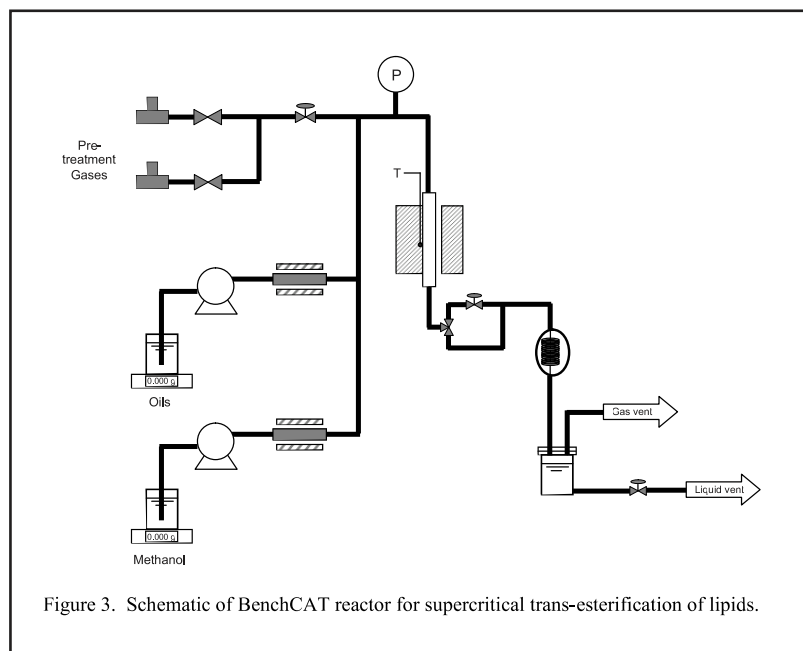 P
Pre-
treatment
Gases
T
0.000 g
Oils
Gas vent
Liquid vent
0.000 g
Methanol
Figure 3. Schematic of BenchCAT reactor for supercritical trans-esterification of lipids.